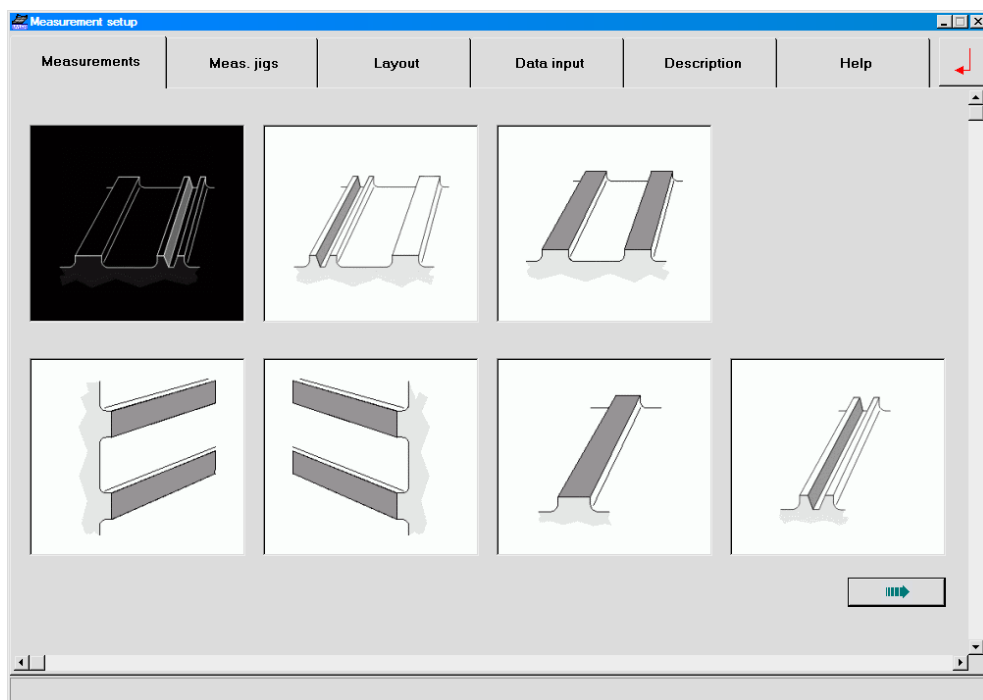 Measurement setup
Measurements
Meas. jigs
Layout
Data input
Description
Help